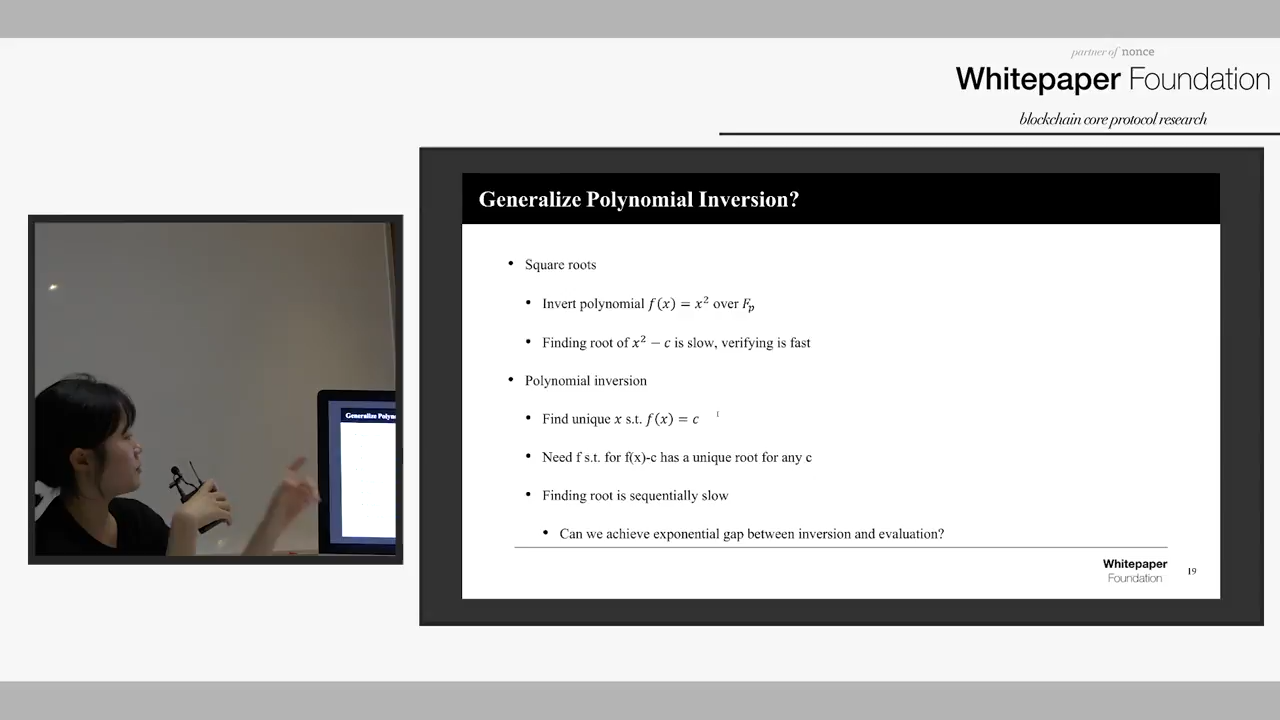 partner of nonce
Whitepaper Foundation
blockchain core protocol research
Generalize Polynomial Inversion?
• Square roots
• Invert polynomial f(x) = x² over Fₚ
• Finding root of x² − c is slow, verifying is fast
• Polynomial inversion
• Find unique x s.t. f(x) = c
• Need f s.t. for f(x)-c has a unique root for any c
• Finding root is sequentially slow
• Can we achieve exponential gap between inversion and evaluation?
Whitepaper
Foundation
19
Generalize Polyn